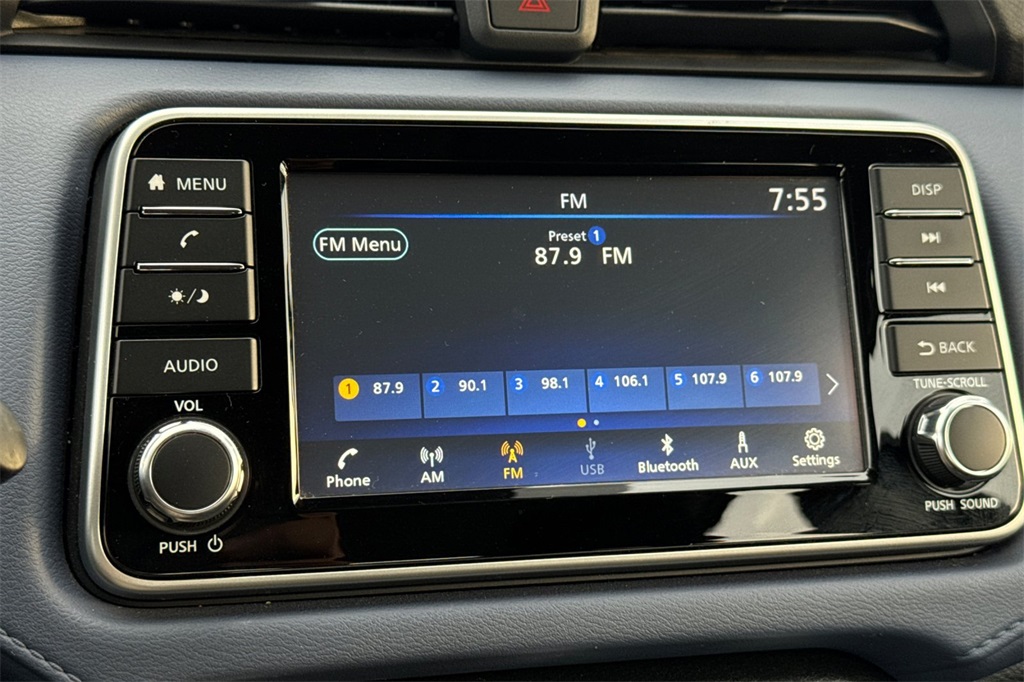 MENU
AUDIO
VOL
PUSH
FM 7:55
FM Menu
Preset 1
87.9 FM
1 87.9 2 90.1 3 98.1 4 106.1 5 107.9 6 107.9
Phone AM FM USB Bluetooth AUX Settings
DISP
BACK
TUNE·SCROLL
PUSH SOUND